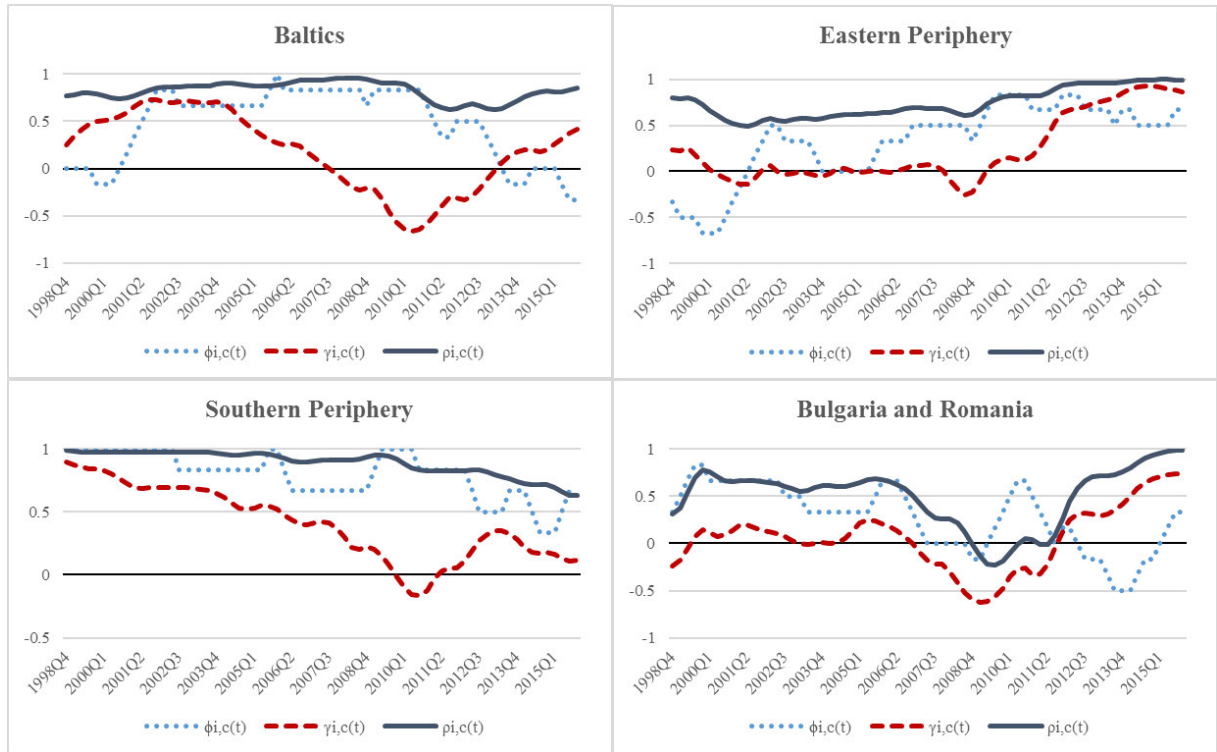 Baltics
1
0.5
0
-0.5
-1
1998Q4 2000Q1 2001Q2 2002Q3 2003Q4 2005Q1 2006Q2 2007Q3 2008Q4 2010Q1 2011Q2 2012Q3 2013Q4 2015Q1
ϕi,c(t) γi,c(t) ρi,c(t)
Eastern Periphery
1
0.5
0
-0.5
-1
1998Q4 2000Q1 2001Q2 2002Q3 2003Q4 2005Q1 2006Q2 2007Q3 2008Q4 2010Q1 2011Q2 2012Q3 2013Q4 2015Q1
ϕi,c(t) γi,c(t) ρi,c(t)
Southern Periphery
1
0.5
0
-0.5
1998Q4 2000Q1 2001Q2 2002Q3 2003Q4 2005Q1 2006Q2 2007Q3 2008Q4 2010Q1 2011Q2 2012Q3 2013Q4 2015Q1
ϕi,c(t) γi,c(t) ρi,c(t)
Bulgaria and Romania
1
0.5
0
-0.5
-1
1998Q4 2000Q1 2001Q2 2002Q3 2003Q4 2005Q1 2006Q2 2007Q3 2008Q4 2010Q1 2011Q2 2012Q3 2013Q4 2015Q1
ϕi,c(t) γi,c(t) ρi,c(t)